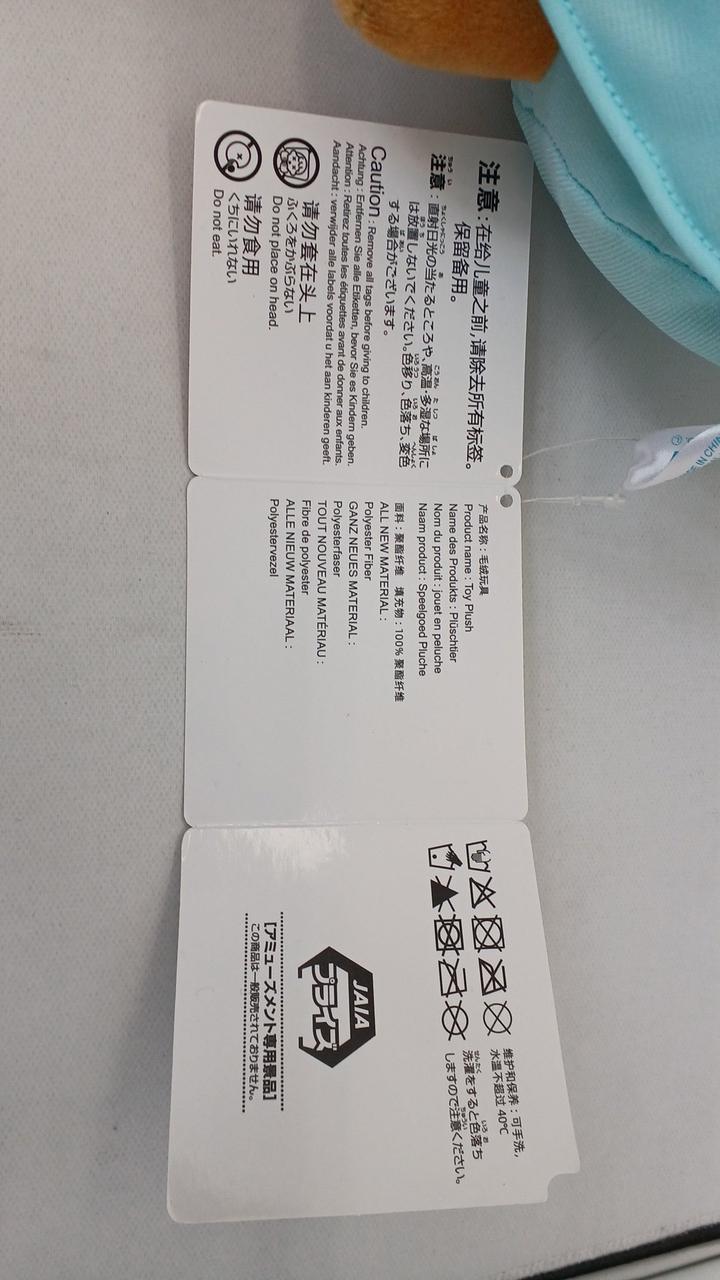 注意:在给儿童之前,请除去所有标签。
保留备用。
注意:直射日光の当たるところや、高温・多湿な場所に
は放置しないでください。色移り、色落ち、変色
する場合がございます。
Caution : Remove all tags before giving to children.
Achtung : Entfernen Sie alle Etiketten, bevor Sie es Kindern geben.
Attention : Retirez toutes les étiquettes avant de donner aux enfants.
Aandacht : verwijder alle labels voordat u het aan kinderen geeft.
请勿套在头上
ふくろをかぶらない
Do not place on head.
请勿食用
くちにいれない
Do not eat.
产品名称:毛绒玩具
Product name : Toy Plush
Name des Produkts : Plüschtier
Nom du produit : jouet en peluche
Naam product : Speelgoed Pluche
面料:聚酯纤维 填充物:100% 聚酯纤维
ALL NEW MATERIAL :
Polyester Fiber
GANZ NEUES MATERIAL :
Polyesterfaser
TOUT NOUVEAU MATÉRIAU :
Fibre de polyester
ALLE NIEUW MATERIAAL :
Polyestervezel
维护和保养:可手洗,
水温不超过 40℃
洗濯をすると色落ち
しますので注意ください。
JAIA
プライズ
[アミューズメント専用景品]
この商品は一般販売されておりません。
E IN CHIN